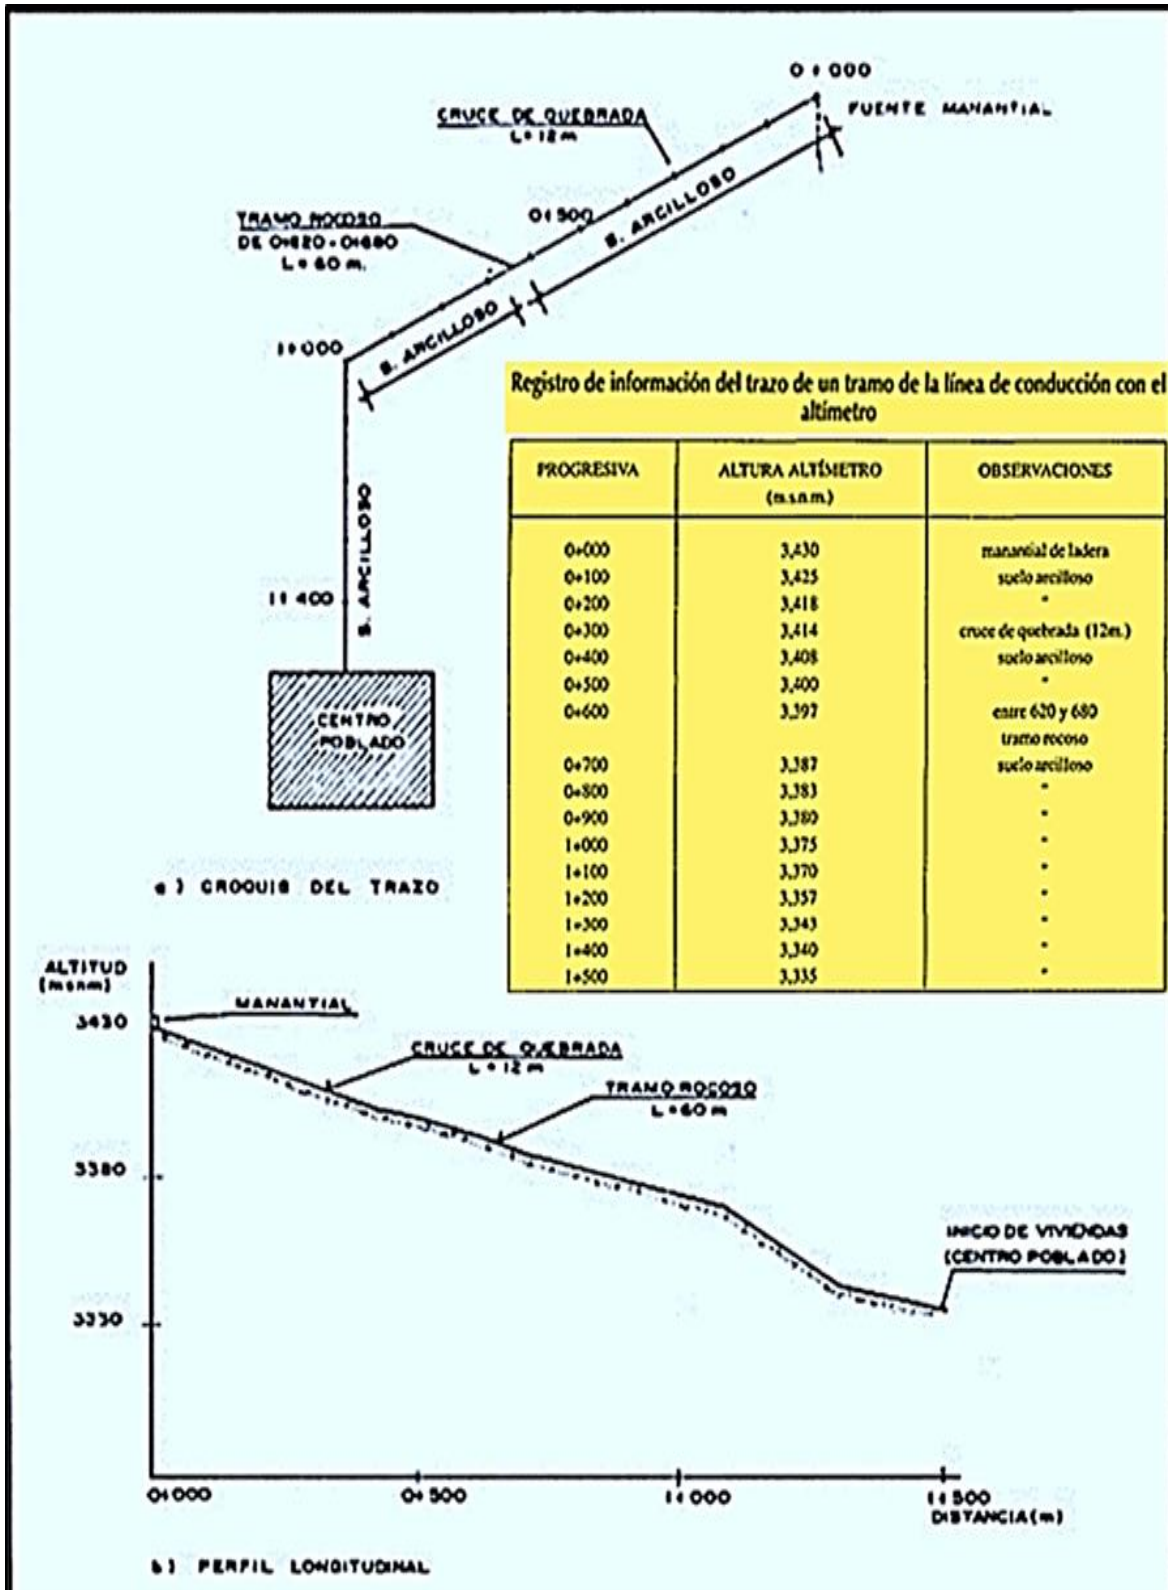 0+000
FUENTE MANANTIAL
CRUCE DE QUEBRADA
L=12m
0+500
S. ARCILLOSO
TRAMO ROCOSO
DE 0+620-0+680
L=60 m.
S. ARCILLOSO
1+000
S. ARCILLOSO
1+400
CENTRO
POBLADO
a) CROQUIS DEL TRAZO
Registro de información del trazo de un tramo de la línea de conducción con el
altímetro
PROGRESIVA ALTURA ALTÍMETRO OBSERVACIONES
(m.s.n.m.)
0+000 3,430 manantial de ladera
0+100 3,425 suelo arcilloso
0+200 3,418 "
0+300 3,414 cruce de quebrada (12m.)
0+400 3,408 suelo arcilloso
0+500 3,400 "
0+600 3,397 entre 620 y 680
tramo rocoso
0+700 3,387 suelo arcilloso
0+800 3,383 "
0+900 3,380 "
1+000 3,375 "
1+100 3,370 "
1+200 3,357 "
1+300 3,343 "
1+400 3,340 "
1+500 3,335 "
ALTITUD
(msnm)
MANANTIAL
3430
CRUCE DE QUEBRADA
L=12m
TRAMO ROCOSO
L=60 m
3380
INICIO DE VIVIENDAS
(CENTRO POBLADO)
3330
0+000 0+500 1+000 1+500
DISTANCIA(m)
b) PERFIL LONGITUDINAL